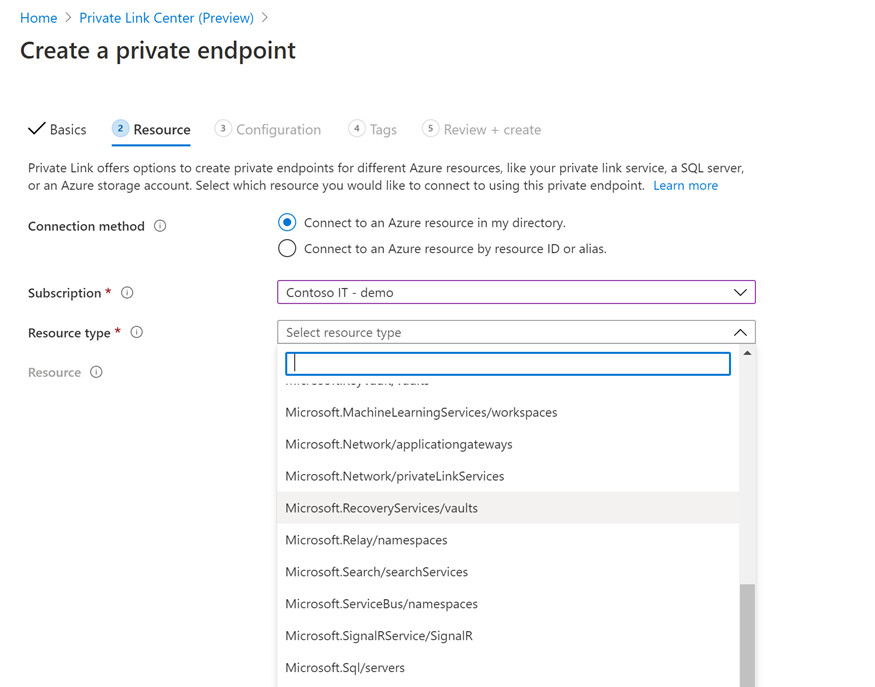 Home > Private Link Center (Preview) >
Create a private endpoint
Basics 2 Resource 3 Configuration 4 Tags 5 Review + create
Private Link offers options to create private endpoints for different Azure resources, like your private link service, a SQL server,
or an Azure storage account. Select which resource you would like to connect to using this private endpoint. Learn more
Connection method
Connect to an Azure resource in my directory.
Connect to an Azure resource by resource ID or alias.
Subscription *
Contoso IT - demo
Resource type *
Select resource type
Resource
Microsoft.MachineLearningServices/workspaces
Microsoft.Network/applicationgateways
Microsoft.Network/privateLinkServices
Microsoft.RecoveryServices/vaults
Microsoft.Relay/namespaces
Microsoft.Search/searchServices
Microsoft.ServiceBus/namespaces
Microsoft.SignalRService/SignalR
Microsoft.Sql/servers